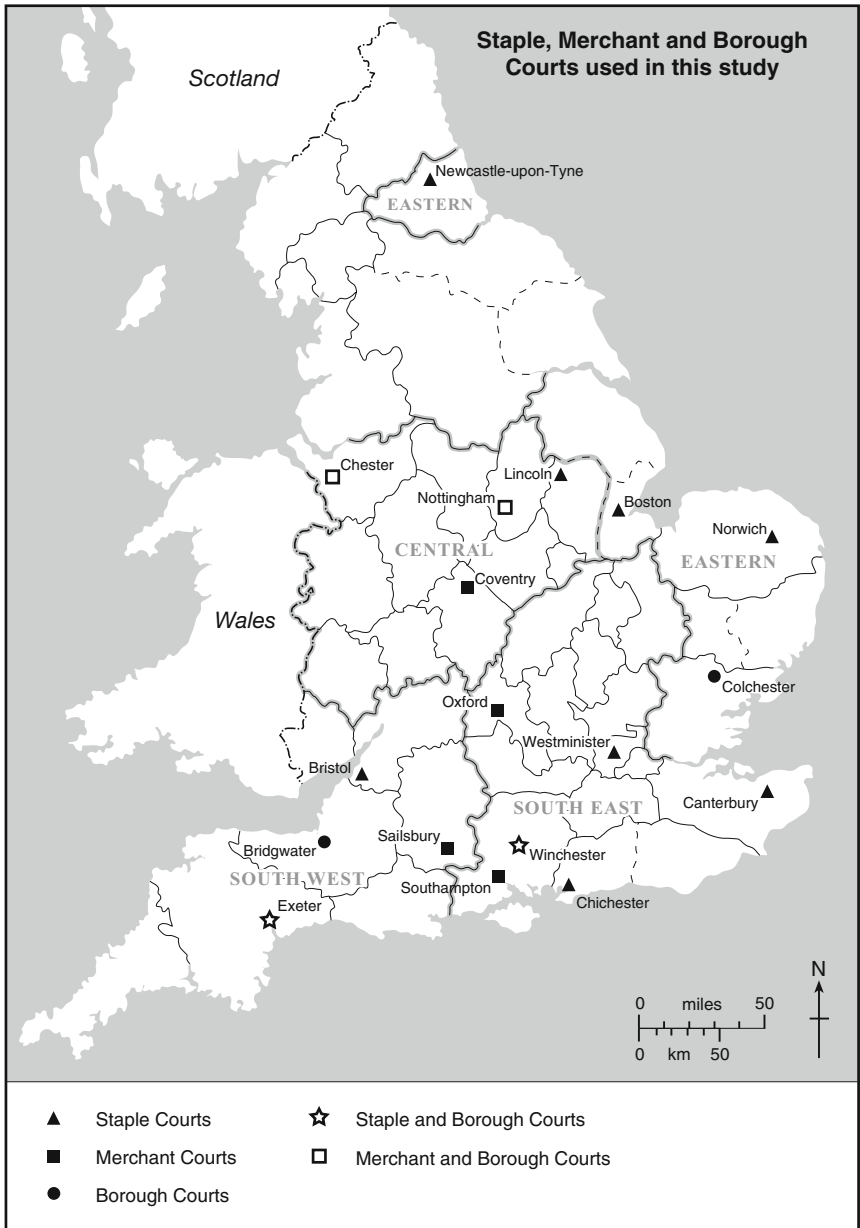 Staple, Merchant and Borough
Courts used in this study
Scotland
Newcastle-upon-Tyne
EASTERN
Chester
Lincoln
Nottingham
Boston
Norwich
CENTRAL
EASTERN
Coventry
Wales
Colchester
Oxford
Westminister
Bristol
Canterbury
SOUTH EAST
Sailsbury
Bridgwater
Winchester
SOUTH WEST
Southampton
Exeter
Chichester
N
0 miles 50
0 km 50
Staple Courts
Staple and Borough Courts
Merchant Courts
Merchant and Borough Courts
Borough Courts